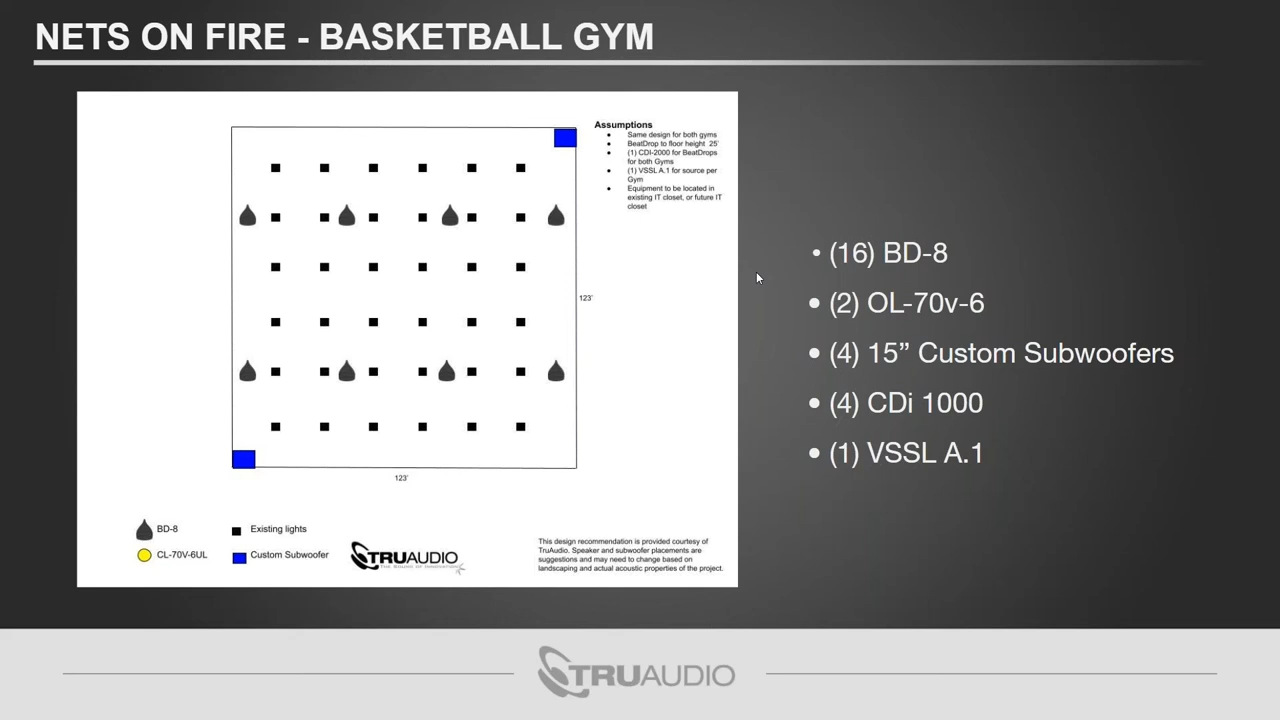 NETS ON FIRE - BASKETBALL GYM
Assumptions
• Same design for both gyms
• BeatDrop to floor height 25'
• (1) CDI-2000 for BeatDrops
for both Gyms
• (1) VSSL A.1 for source per
Gym
• Equipment to be located in
existing IT closet, or future IT
closet
123'
123'
BD-8
Existing lights
CL-70V-6UL
Custom Subwoofer
TRUAUDIO
THE SOUND OF INNOVATION
This design recommendation is provided courtesy of
TruAudio. Speaker and subwoofer placements are
suggestions and may need to change based on
landscaping and actual acoustic properties of the project.
• (16) BD-8
• (2) OL-70v-6
• (4) 15” Custom Subwoofers
• (4) CDi 1000
• (1) VSSL A.1
TRUAUDIO